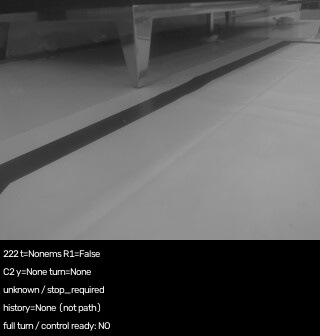 222 t=Nonems R1=False
C2 y=None turn=None
unknown / stop_required
history=None (not path)
full turn / control ready: NO